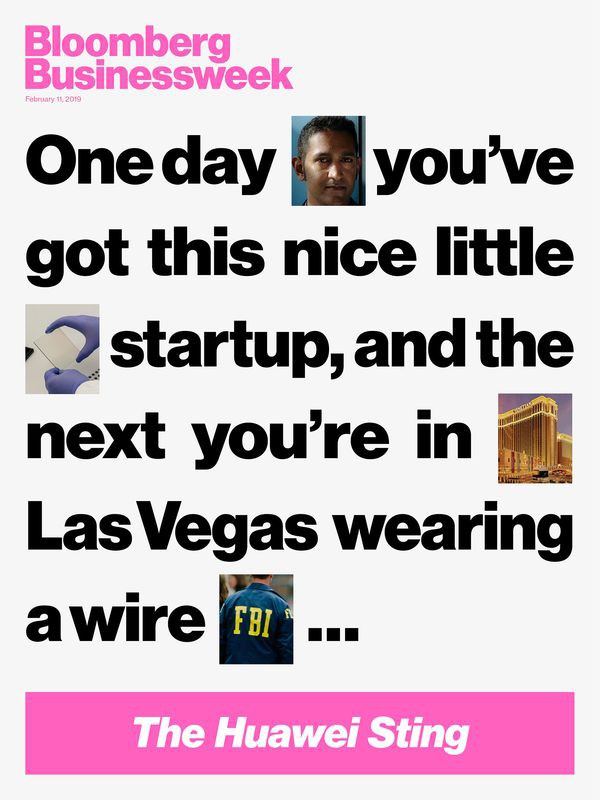 Bloomberg
Businessweek
February 11, 2019
One day you’ve
got this nice little
startup, and the
next you’re in
Las Vegas wearing
a wire FBI ...
The Huawei Sting